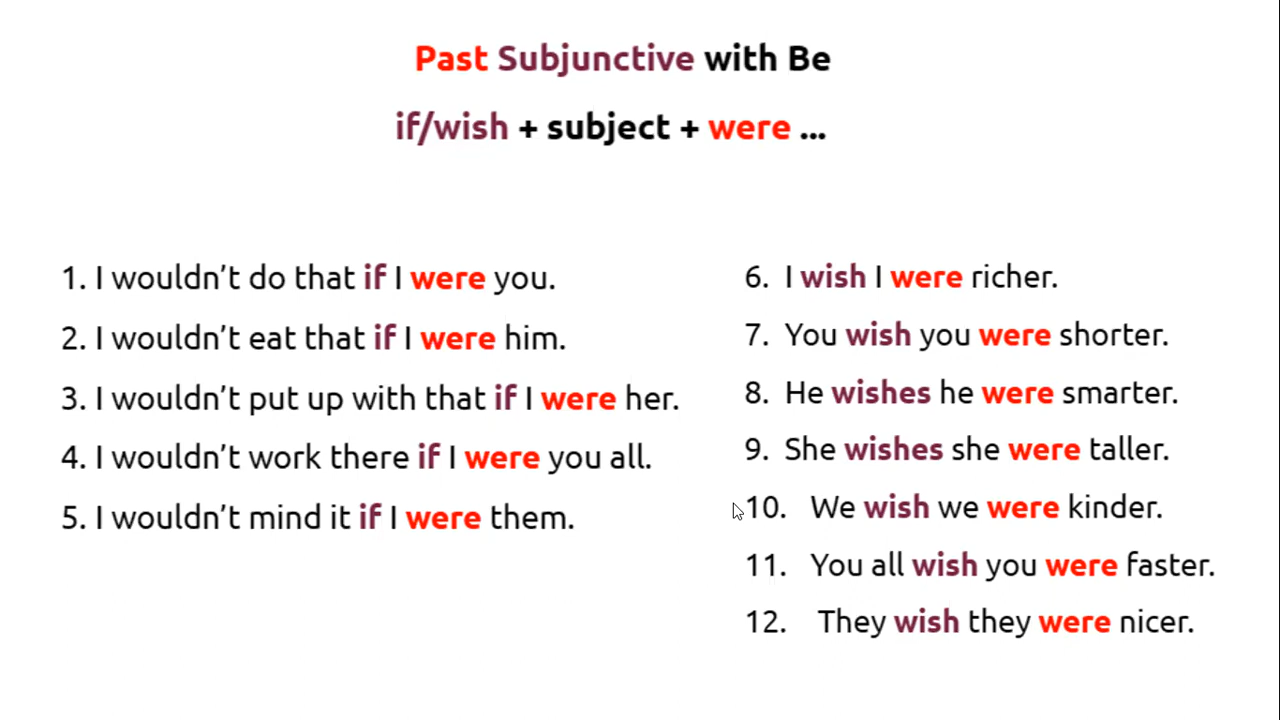 Past Subjunctive with Be
if/wish + subject + were ...
1. I wouldn’t do that if I were you.
2. I wouldn’t eat that if I were him.
3. I wouldn’t put up with that if I were her.
4. I wouldn’t work there if I were you all.
5. I wouldn’t mind it if I were them.
6. I wish I were richer.
7. You wish you were shorter.
8. He wishes he were smarter.
9. She wishes she were taller.
10. We wish we were kinder.
11. You all wish you were faster.
12. They wish they were nicer.